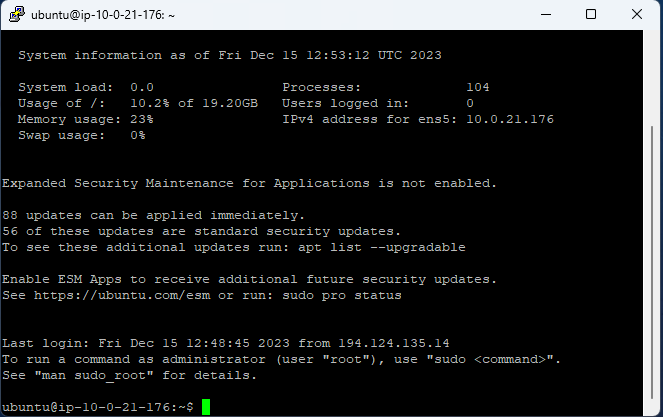 ubuntu@ip-10-0-21-176: ~
System information as of Fri Dec 15 12:53:12 UTC 2023
System load:  0.0                Processes:             104
Usage of /:   10.2% of 19.20GB   Users logged in:       0
Memory usage: 23%                IPv4 address for ens5: 10.0.21.176
Swap usage:   0%
Expanded Security Maintenance for Applications is not enabled.
88 updates can be applied immediately.
56 of these updates are standard security updates.
To see these additional updates run: apt list --upgradable
Enable ESM Apps to receive additional future security updates.
See https://ubuntu.com/esm or run: sudo pro status
Last login: Fri Dec 15 12:48:45 2023 from 194.124.135.14
To run a command as administrator (user "root"), use "sudo <command>".
See "man sudo_root" for details.
ubuntu@ip-10-0-21-176:~$